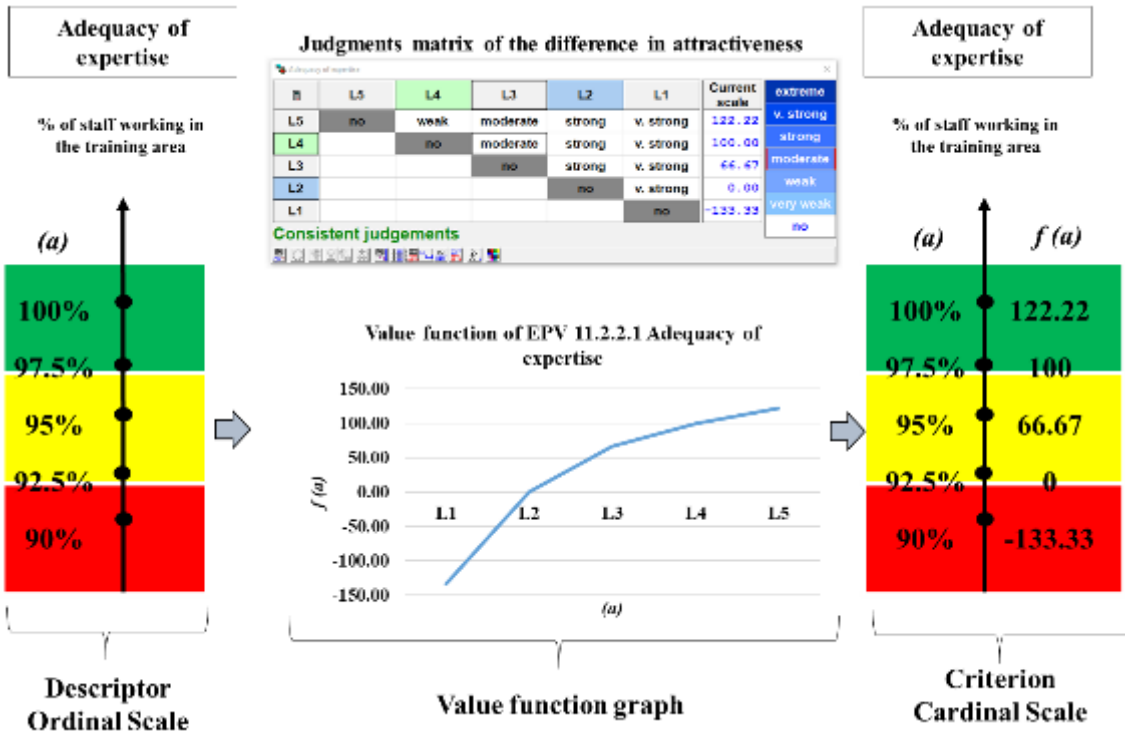 Adequacy of
expertise
% of staff working in
the training area
(a)
100%
97.5%
95%
92.5%
90%
Descriptor
Ordinal Scale
Judgments matrix of the difference in attractiveness
Adequacy of expertise
L5 L4 L3 L2 L1 Current scale
L5 no weak moderate strong v. strong 122.22
L4 no moderate strong v. strong 100.00
L3 no strong v. strong 66.67
L2 no v. strong 0.00
L1 no -133.33
extreme
v. strong
strong
moderate
weak
very weak
no
Consistent judgements
Value function of EPV 11.2.2.1 Adequacy of
expertise
150.00
100.00
50.00
0.00
-50.00
-100.00
-150.00
f (a)
L1 L2 L3 L4 L5
(a)
Value function graph
Adequacy of
expertise
% of staff working in
the training area
(a) f (a)
100% 122.22
97.5% 100
95% 66.67
92.5% 0
90% -133.33
Criterion
Cardinal Scale